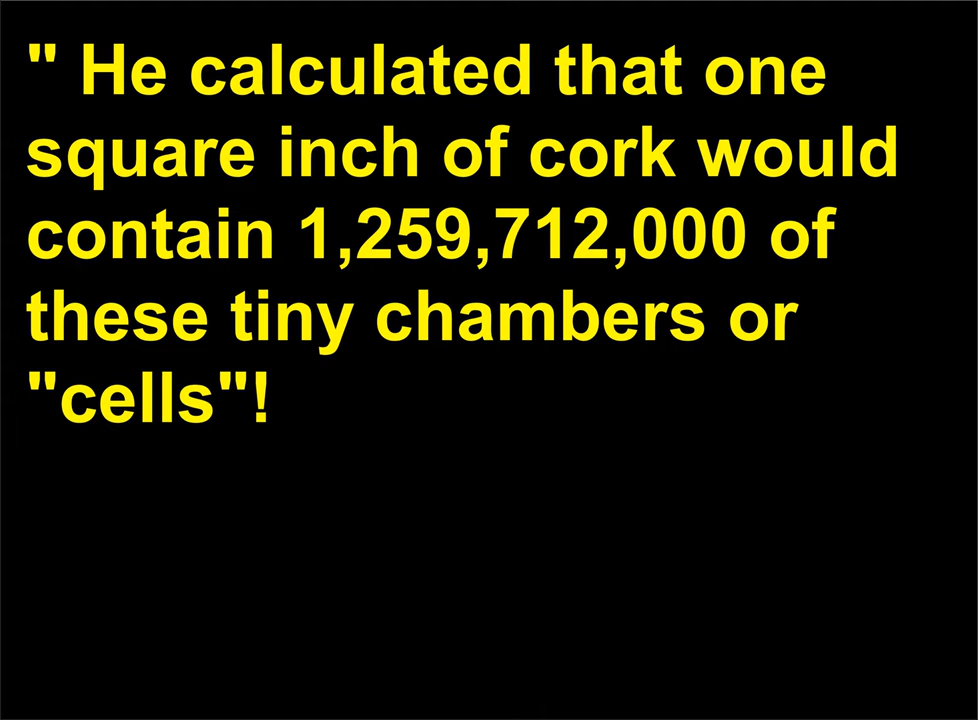 " He calculated that one
square inch of cork would
contain 1,259,712,000 of
these tiny chambers or
"cells"!